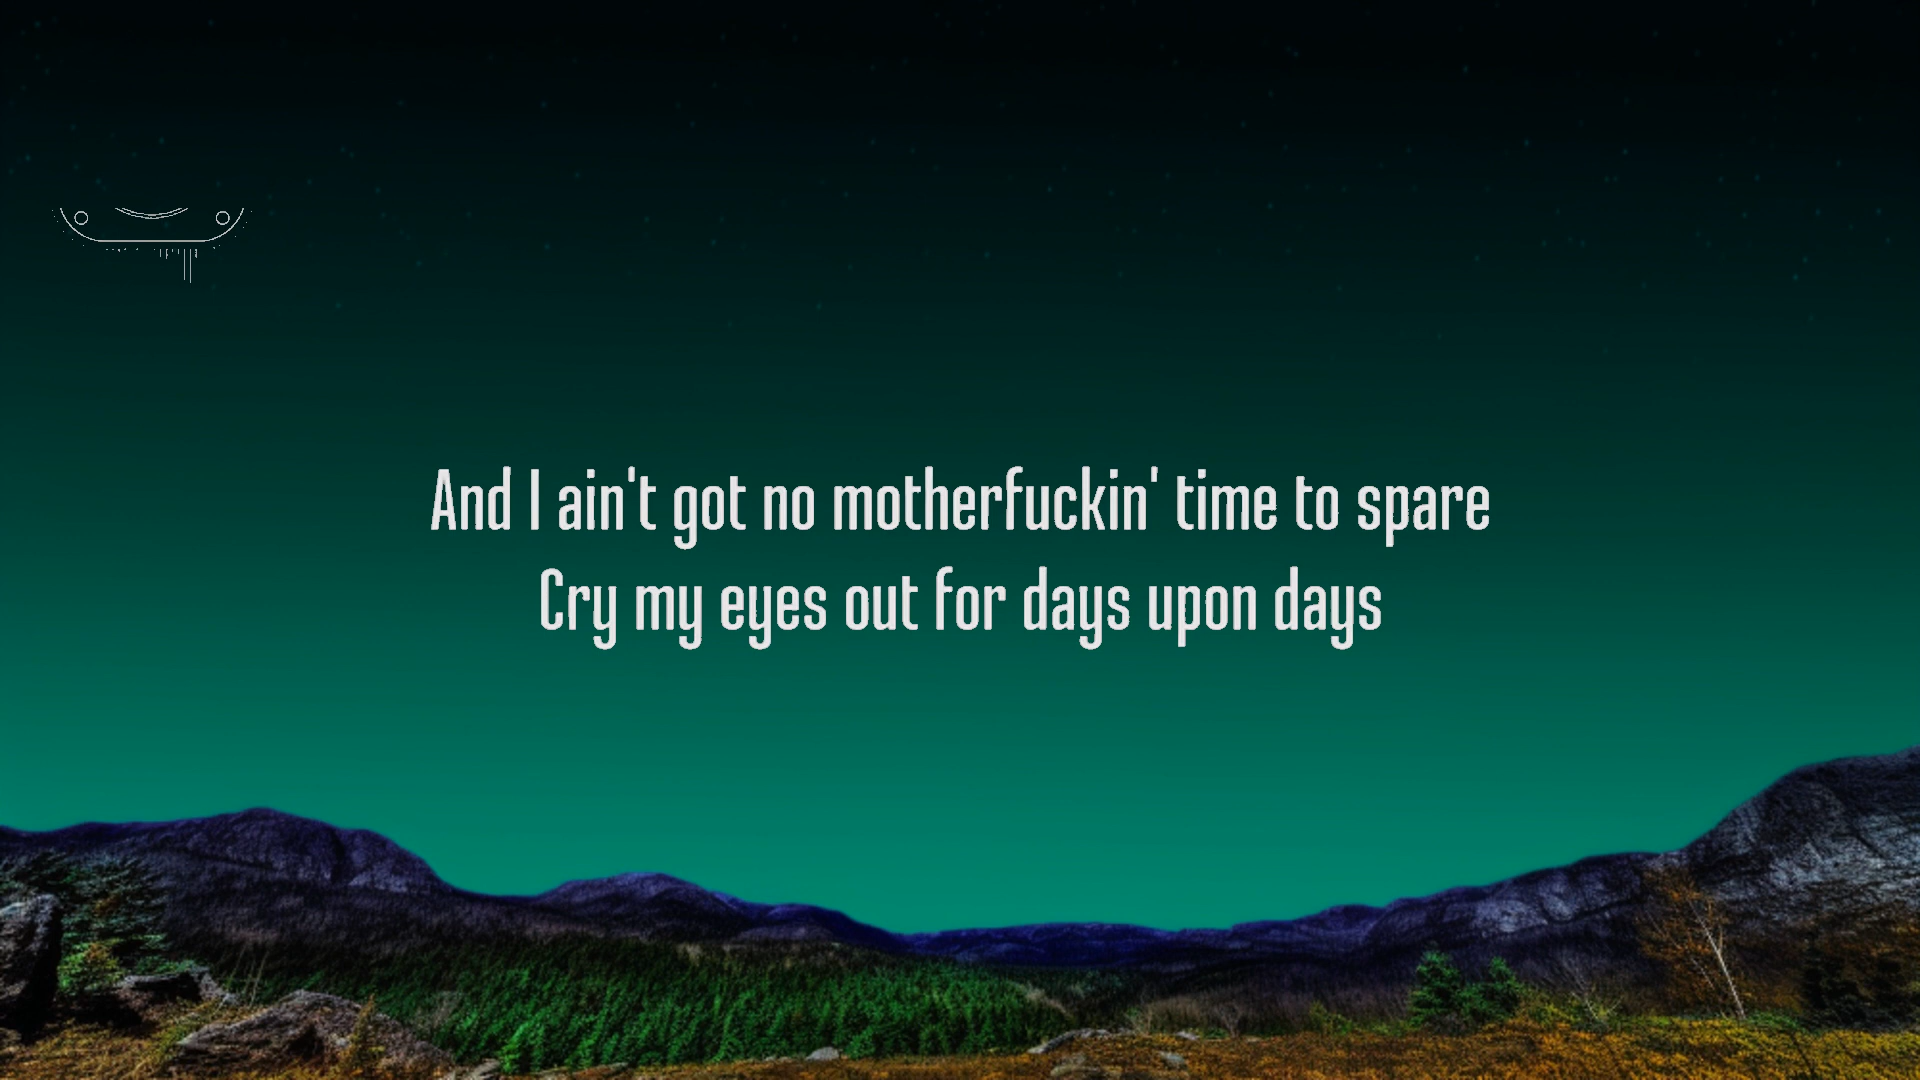 And I ain't got no motherfuckin' time to spare
Cry my eyes out for days upon days